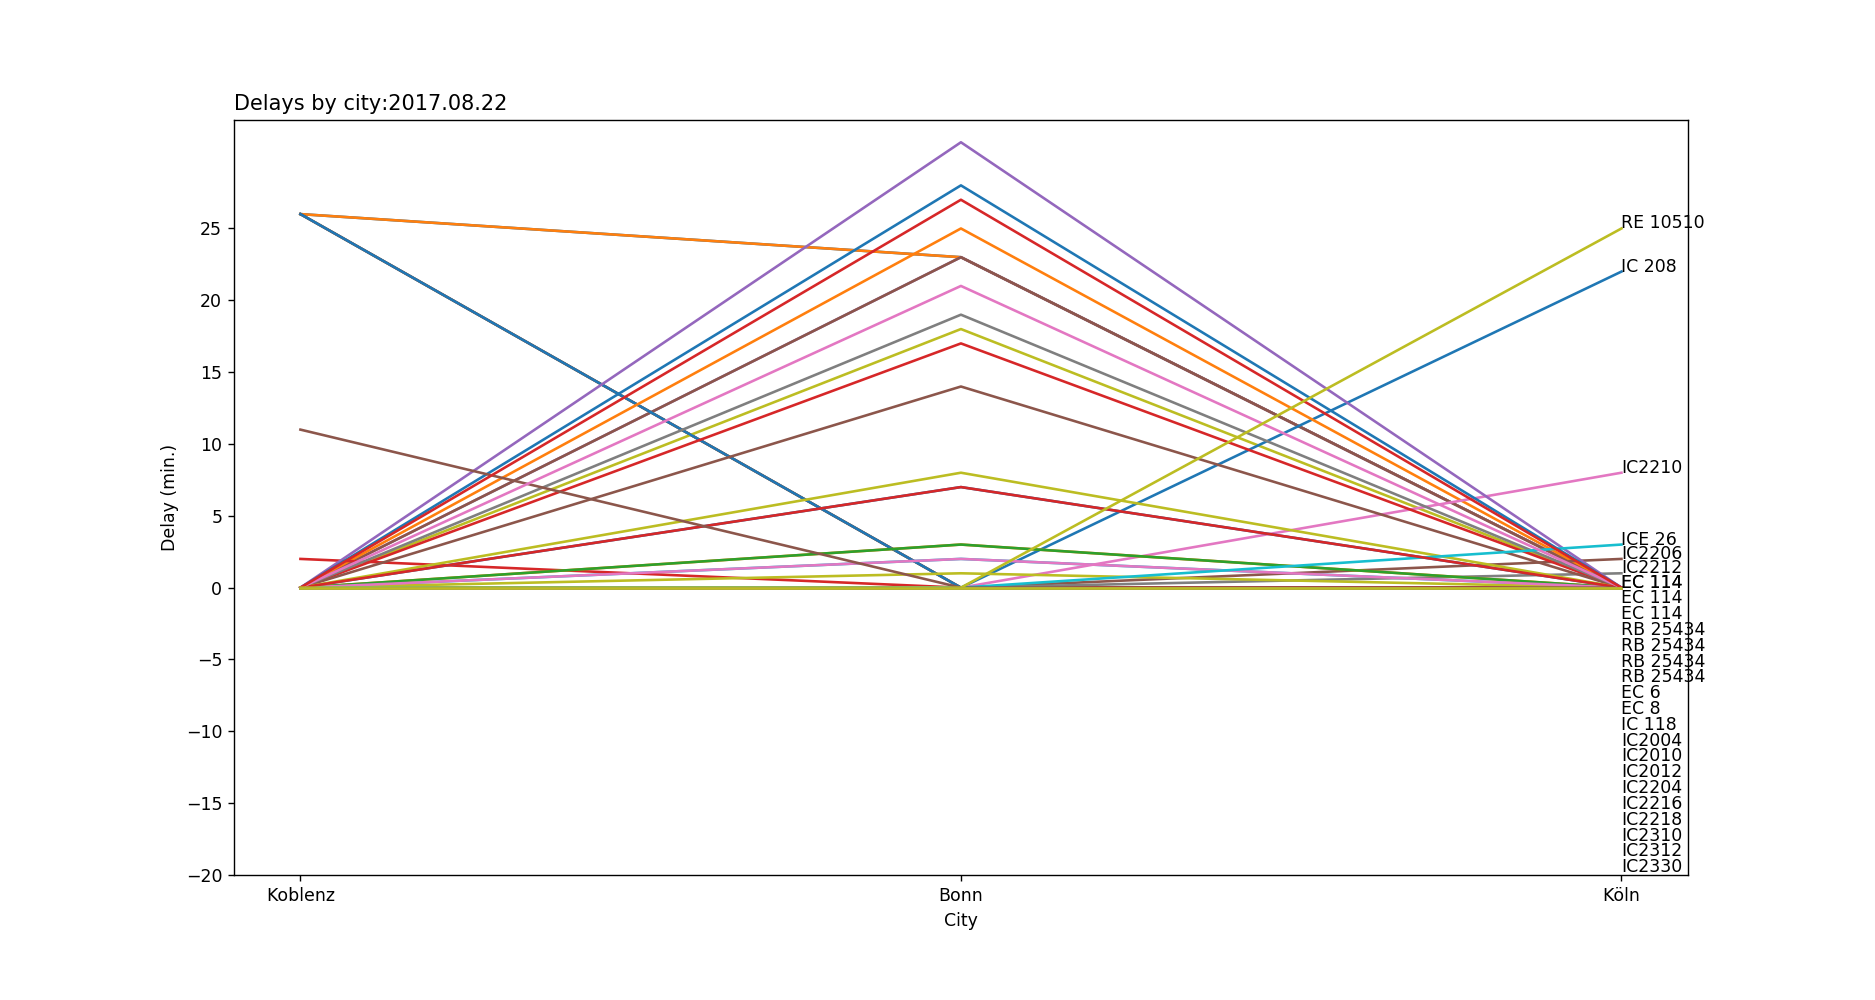 Delays by city:2017.08.22
Delay (min.)
25
20
15
10
5
0
−5
−10
−15
−20
RE 10510
IC 208
IC2210
ICE 26
IC2206
IC2212
EC 114
EC 114
EC 114
RB 25434
RB 25434
RB 25434
RB 25434
EC 6
EC 8
IC 118
IC2004
IC2010
IC2012
IC2204
IC2216
IC2218
IC2310
IC2312
IC2330
Koblenz
Bonn
Köln
City